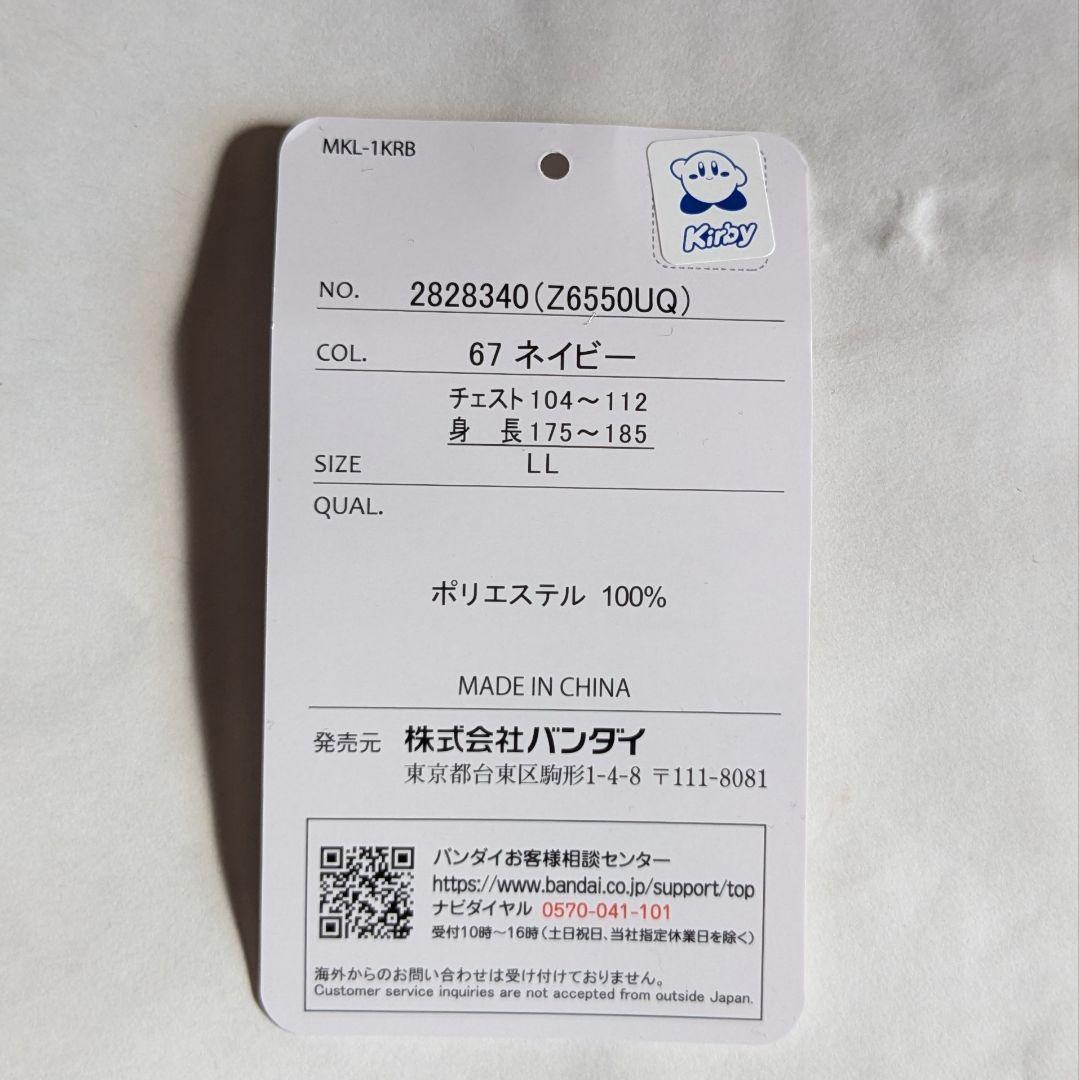 MKL-1KRB
Kirby
NO. 2828340(Z6550UQ)
COL. 67 ネイビー
チェスト104～112
身 長175～185
SIZE LL
QUAL.
ポリエステル 100%
MADE IN CHINA
発売元 株式会社バンダイ
東京都台東区駒形1-4-8 〒111-8081
バンダイお客様相談センター
https://www.bandai.co.jp/support/top
ナビダイヤル 0570-041-101
受付10時～16時(土日祝日、当社指定休業日を除く)
海外からのお問い合わせは受け付けておりません。
Customer service inquiries are not accepted from outside Japan.